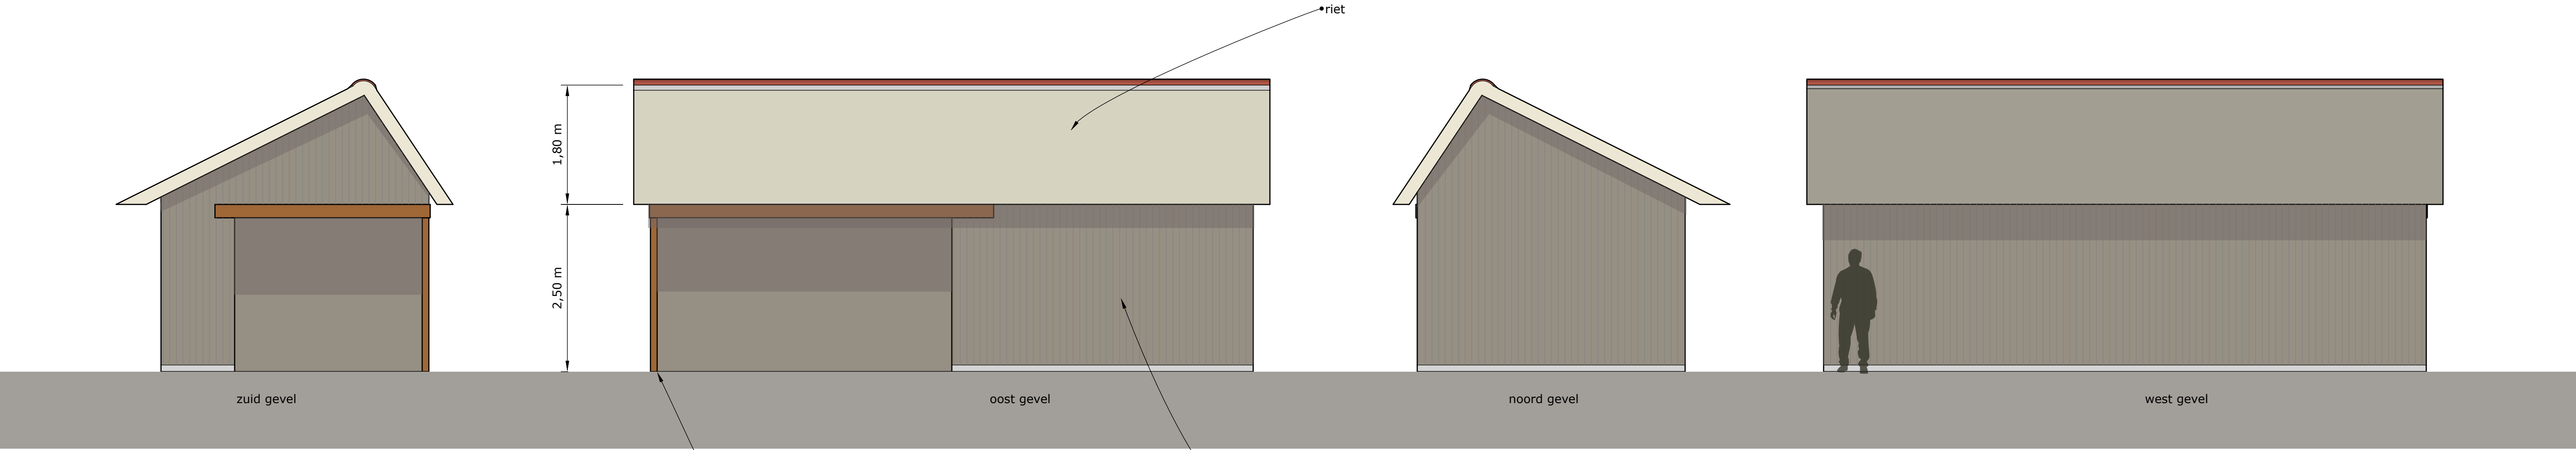 riet
1,80 m
2,50 m
zuid gevel
oost gevel
noord gevel
west gevel